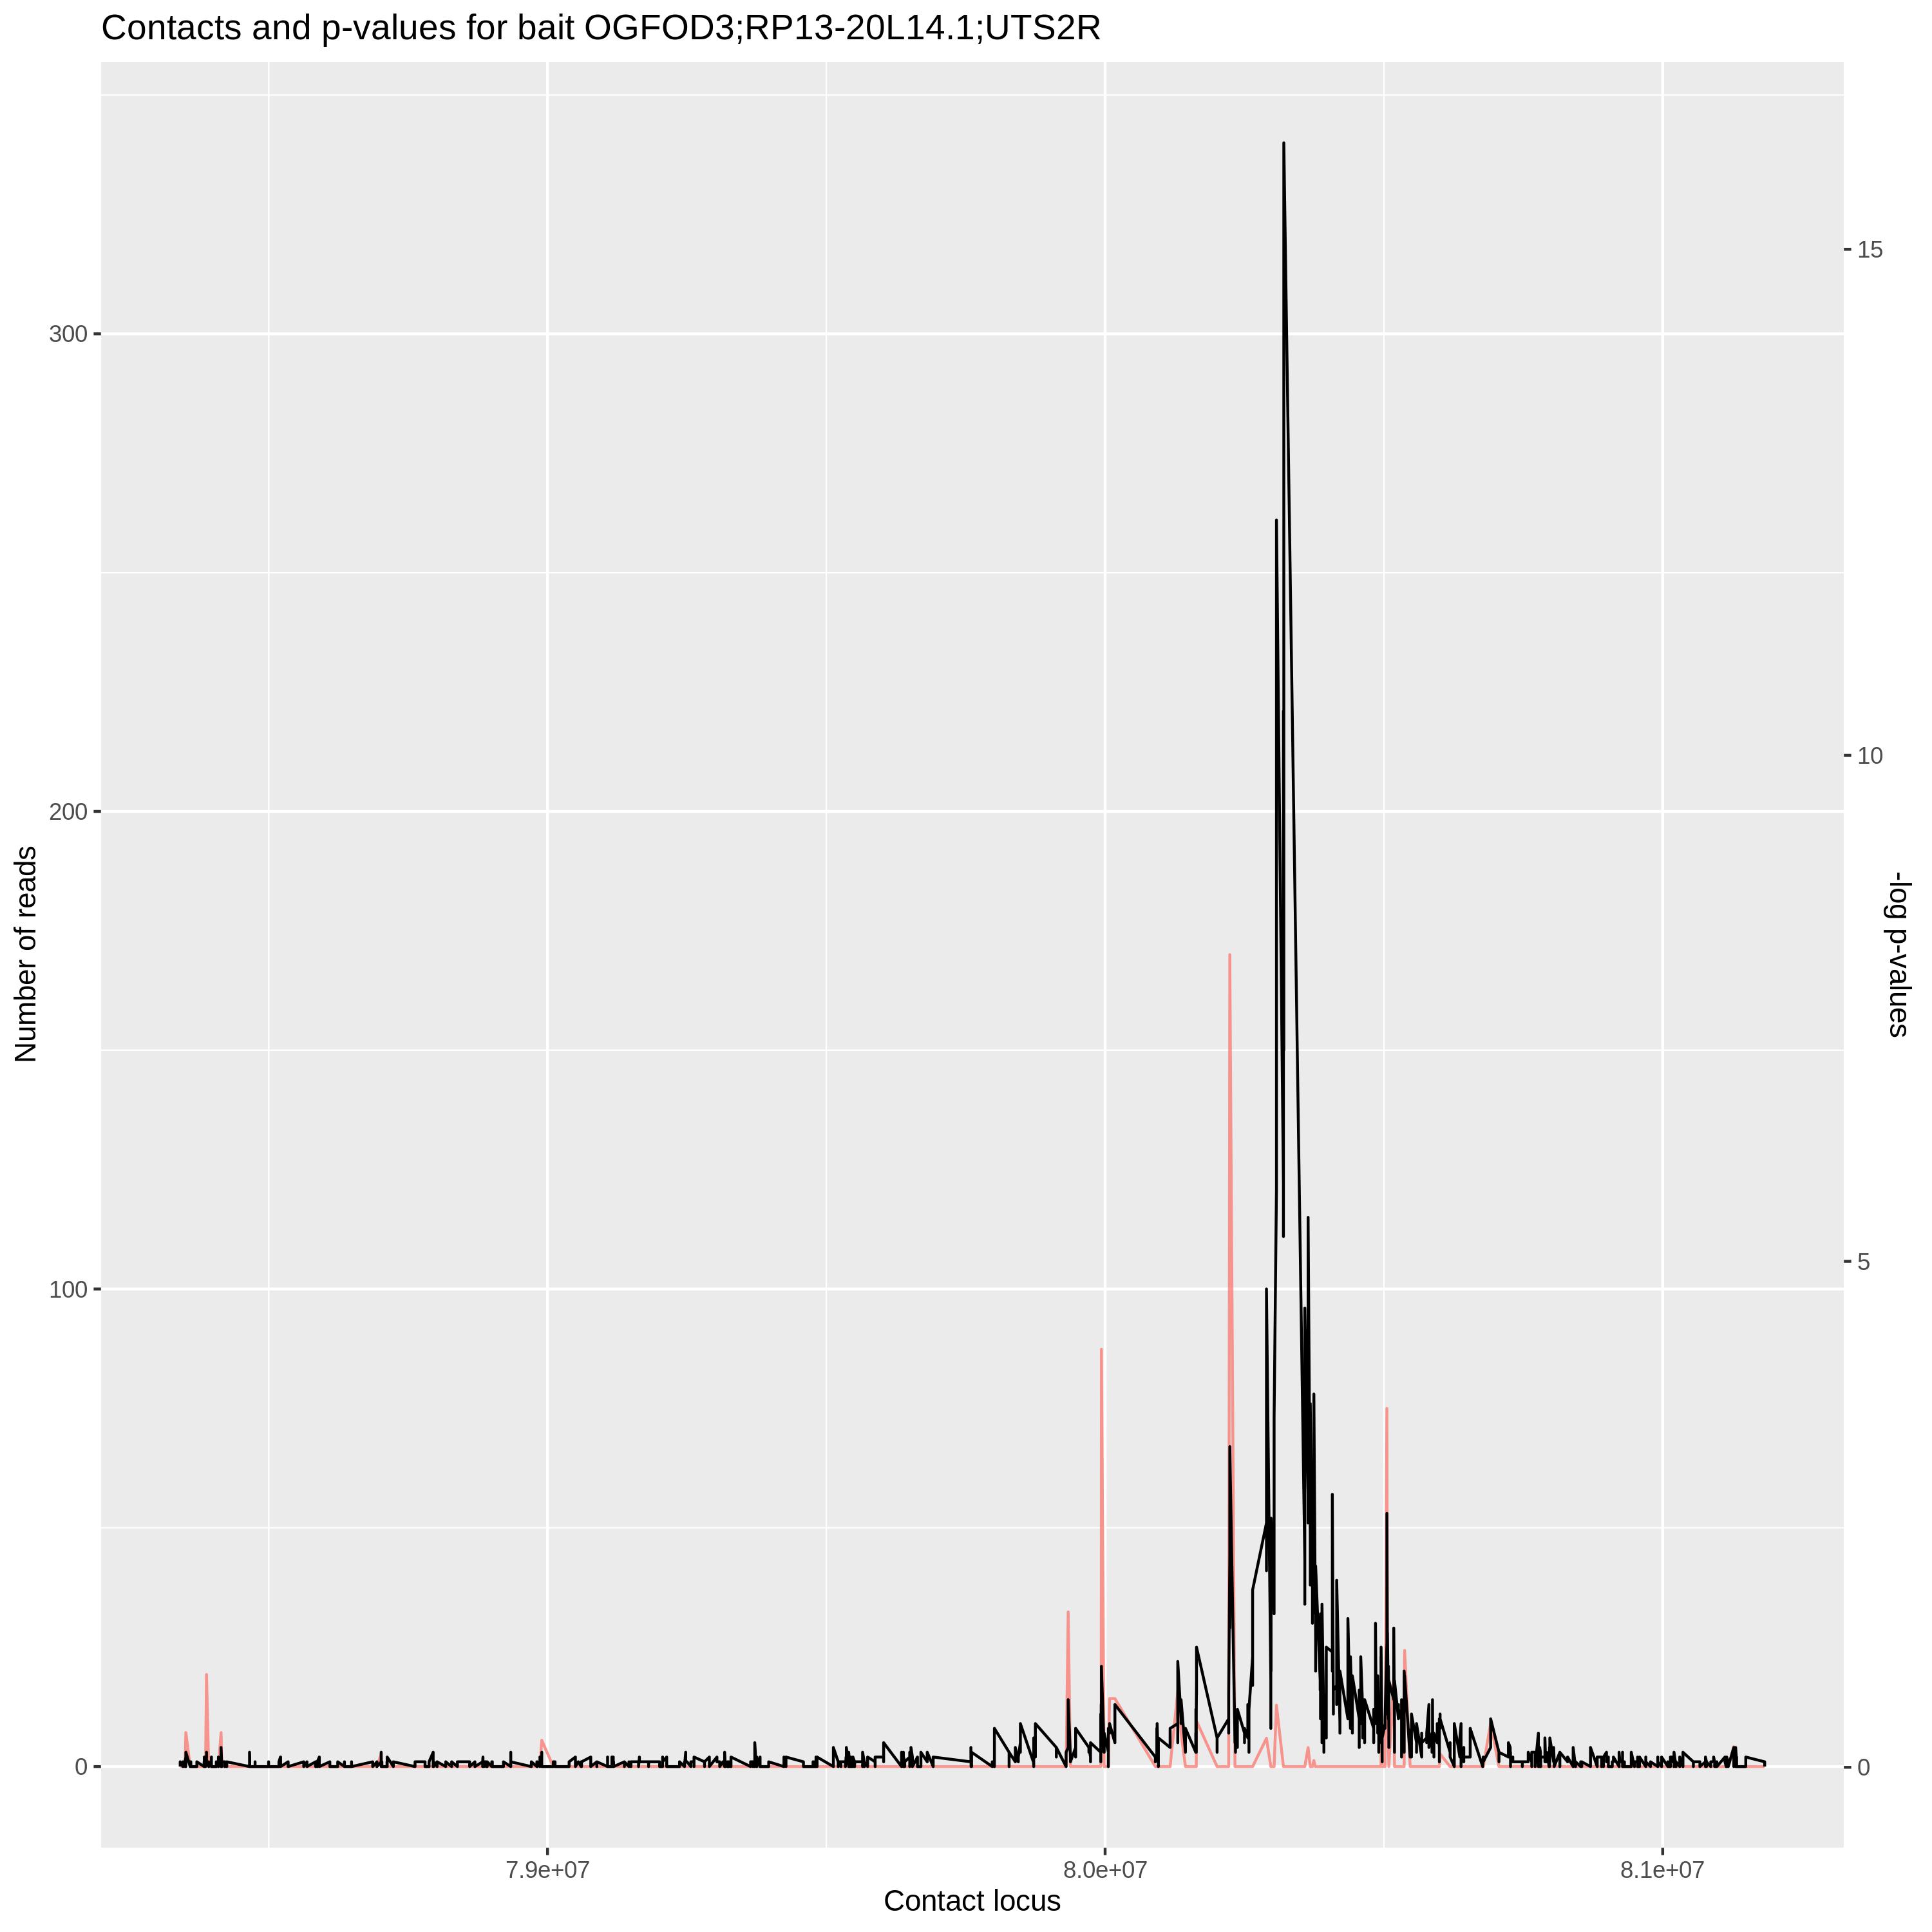 Contacts and p-values for bait OGFOD3;RP13-20L14.1;UTS2R
Number of reads
300
200
100
0
15
10
5
0
-log p-values
7.9e+07
8.0e+07
8.1e+07
Contact locus